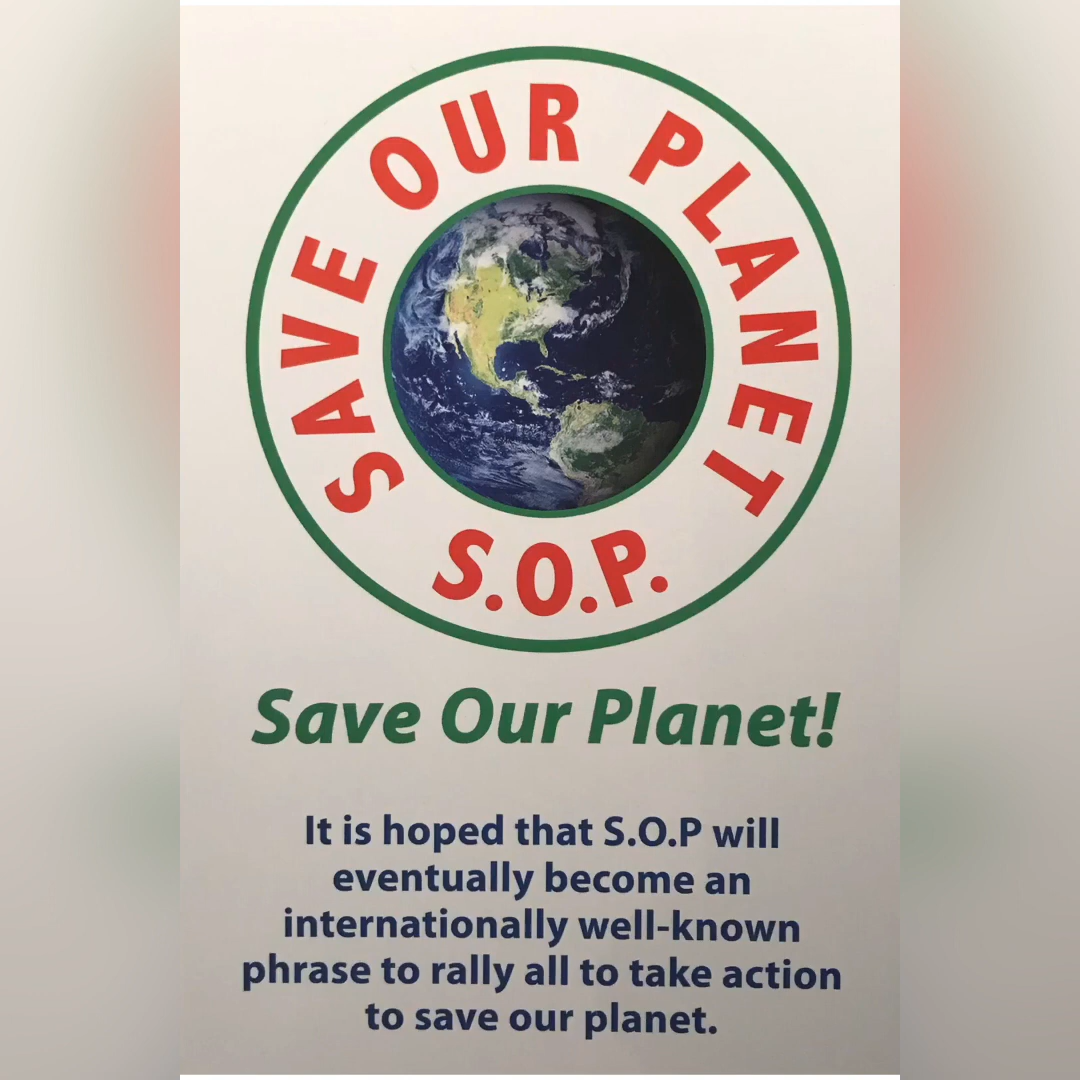 SAVE OUR PLANET
S.O.P.
Save Our Planet!
It is hoped that S.O.P will
eventually become an
internationally well-known
phrase to rally all to take action
to save our planet.